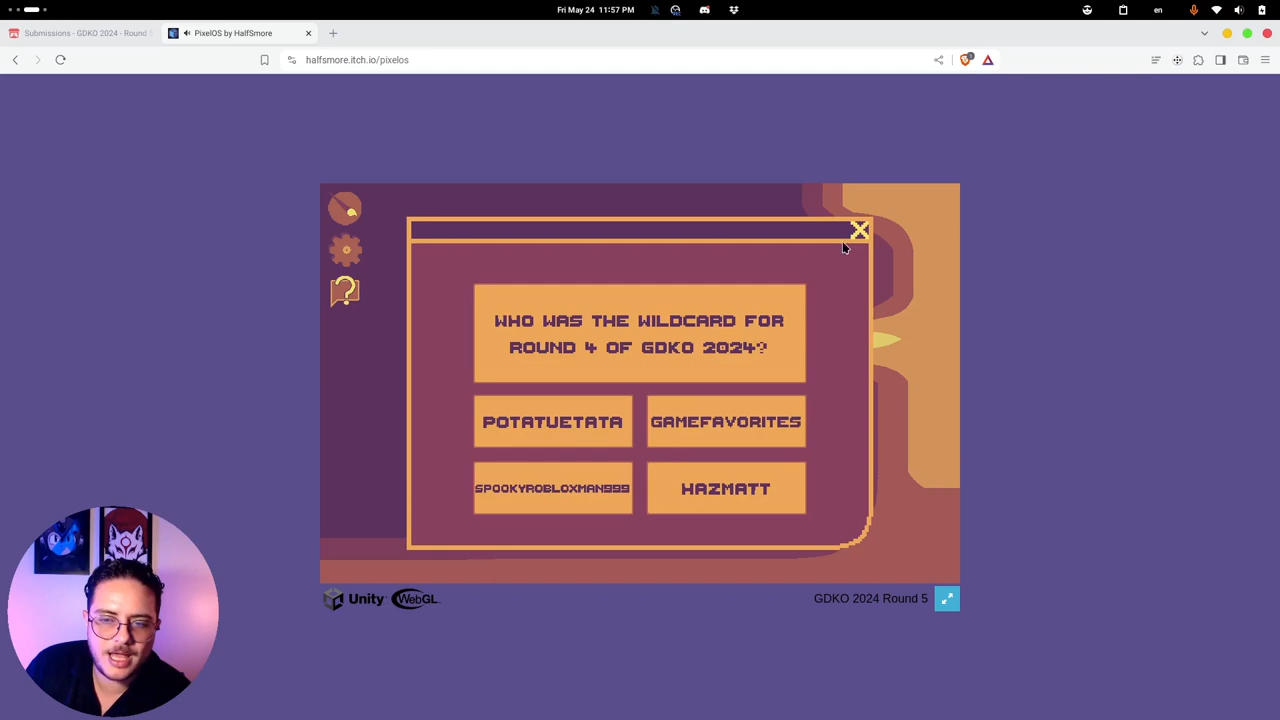 Fri May 24 11:57 PM
en
Submissions - GDKO 2024 - Round 5
PixelOS by HalfSmore
halfsmore.itch.io/pixelos
WHO WAS THE WILDCARD FOR
ROUND 4 OF GDKO 2024?
POTATUETATA
GAMEFAVORITES
SPOOKYROBLOXMAN999
HAZMATT
Unity
WebGL
GDKO 2024 Round 5